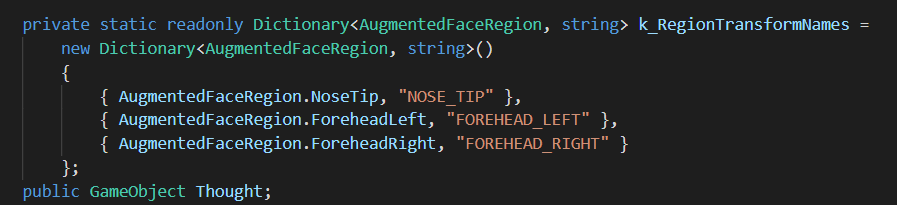 private static readonly Dictionary<AugmentedFaceRegion, string> k_RegionTransformNames =
    new Dictionary<AugmentedFaceRegion, string>()
    {
        { AugmentedFaceRegion.NoseTip, "NOSE_TIP" },
        { AugmentedFaceRegion.ForeheadLeft, "FOREHEAD_LEFT" },
        { AugmentedFaceRegion.ForeheadRight, "FOREHEAD_RIGHT" }
    };
public GameObject Thought;